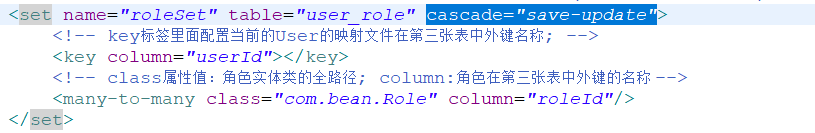 <set name="roleSet" table="user_role" cascade="save-update">
<!-- key标签里面配置当前的User的映射文件在第三张表中外键名称; -->
<key column="userId"></key>
<!-- class属性值: 角色实体类的全路径; column:角色在第三张表中外键的名称 -->
<many-to-many class="com.bean.Role" column="roleId"/>
</set>